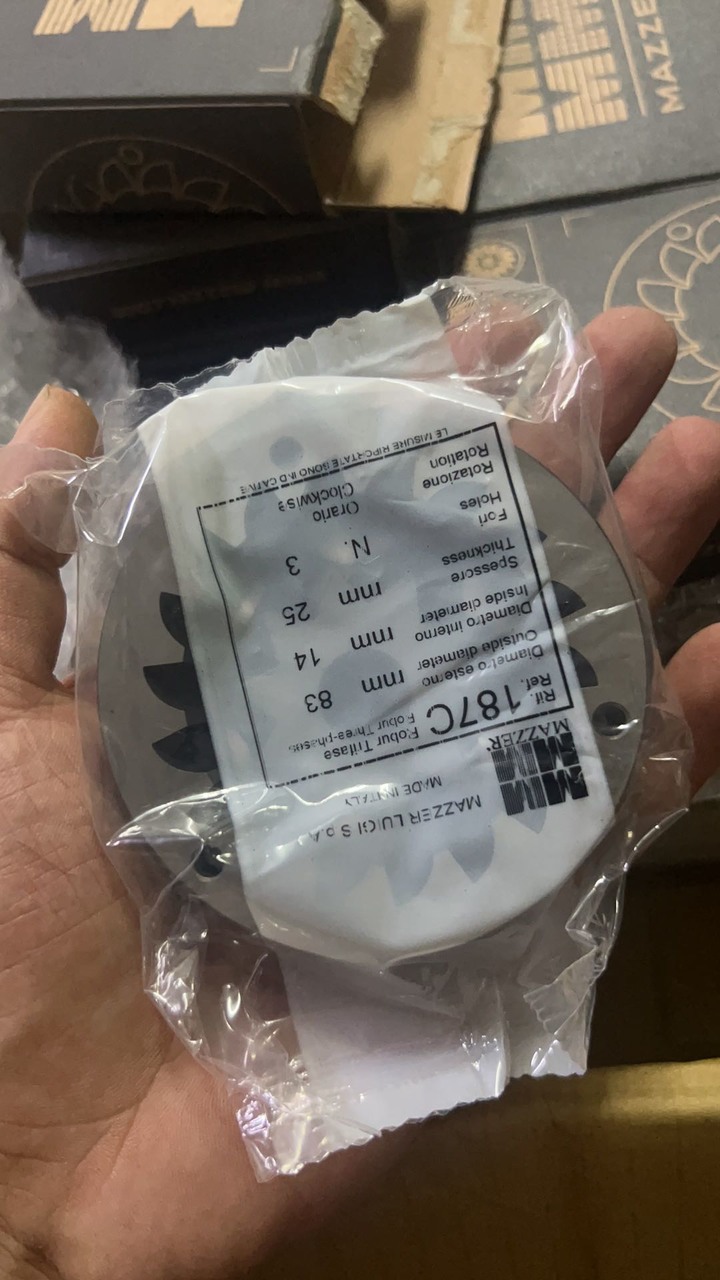 MAZZER
MAZZER LUIGI S.p.A.
MADE IN ITALY
Rif. 187C Robur Trifase
Ref. Robur Three-phases
Diametro esterno mm 83
Outside diameter
Diametro interno mm 14
Inside diameter
Spessore mm 25
Thickness
Fori N. 3
Holes
Rotazione Orario
Rotation Clockwise
LE MISURE RIPORTATE SONO INDICATIVE
MAZZE